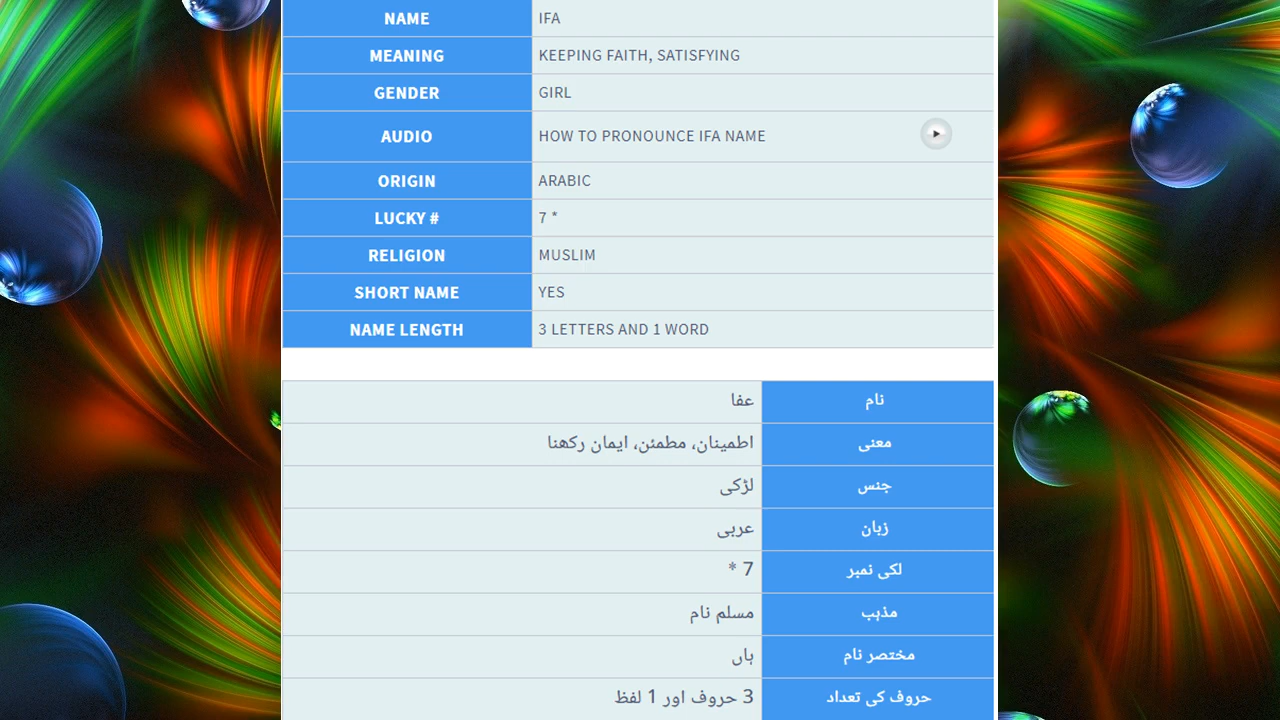 NAME IFA
MEANING KEEPING FAITH, SATISFYING
GENDER GIRL
AUDIO HOW TO PRONOUNCE IFA NAME
ORIGIN ARABIC
LUCKY # 7 *
RELIGION MUSLIM
SHORT NAME YES
NAME LENGTH 3 LETTERS AND 1 WORD
نام عفا
معنی اطمینان، مطمئن، ایمان رکھنا
جنس لڑکی
زبان عربی
لکی نمبر 7 *
مذہب مسلم نام
مختصر نام ہاں
حروف کی تعداد 3 حروف اور 1 لفظ